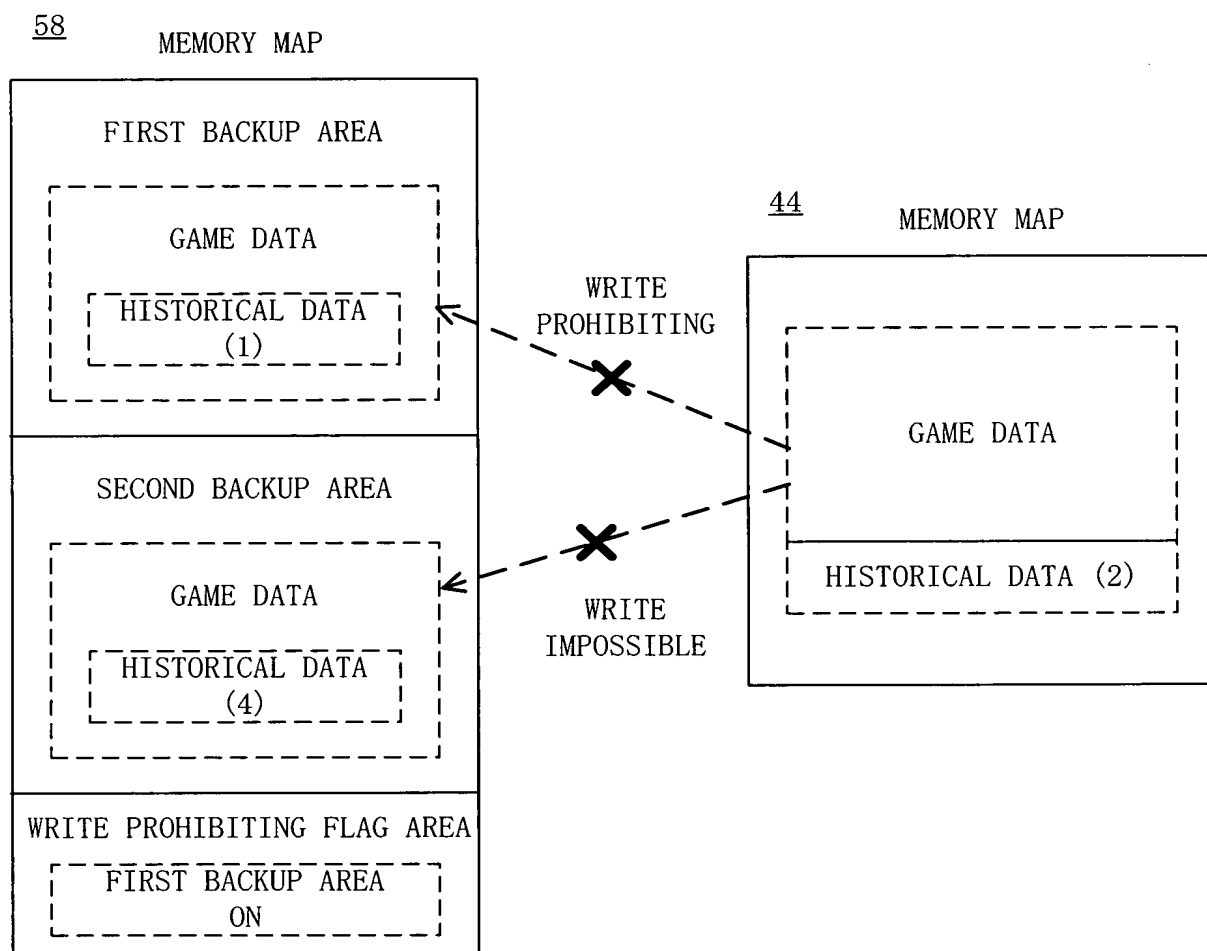 58
MEMORY MAP
FIRST BACKUP AREA
GAME DATA
HISTORICAL DATA
(1)
SECOND BACKUP AREA
GAME DATA
HISTORICAL DATA
(4)
WRITE PROHIBITING FLAG AREA
FIRST BACKUP AREA
ON
WRITE
PROHIBITING
WRITE
IMPOSSIBLE
44
MEMORY MAP
GAME DATA
HISTORICAL DATA (2)